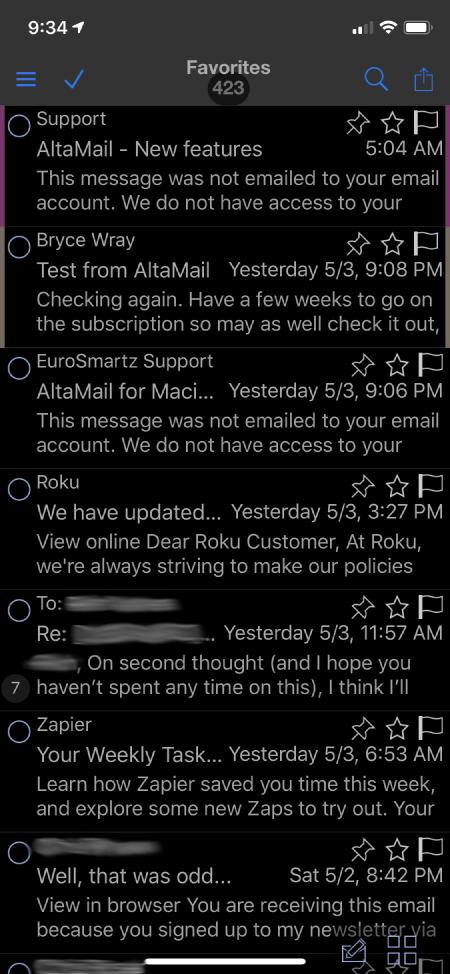 9:34
Favorites
423
Support
AltaMail - New features 5:04 AM
This message was not emailed to your email
account. We do not have access to your
Bryce Wray
Test from AltaMail Yesterday 5/3, 9:08 PM
Checking again. Have a few weeks to go on
the subscription so may as well check it out,
EuroSmartz Support
AltaMail for Maci... Yesterday 5/3, 9:06 PM
This message was not emailed to your email
account. We do not have access to your
Roku
We have updated... Yesterday 5/3, 3:27 PM
View online Dear Roku Customer, At Roku,
we're always striving to make our policies
To:
Re: .. Yesterday 5/3, 11:57 AM
, On second thought (and I hope you
7 haven’t spent any time on this), I think I’ll
Zapier
Your Weekly Task... Yesterday 5/3, 6:53 AM
Learn how Zapier saved you time this week,
and explore some new Zaps to try out. Your
Well, that was odd... Sat 5/2, 8:42 PM
View in browser You are receiving this email
because you signed up to my newsletter via